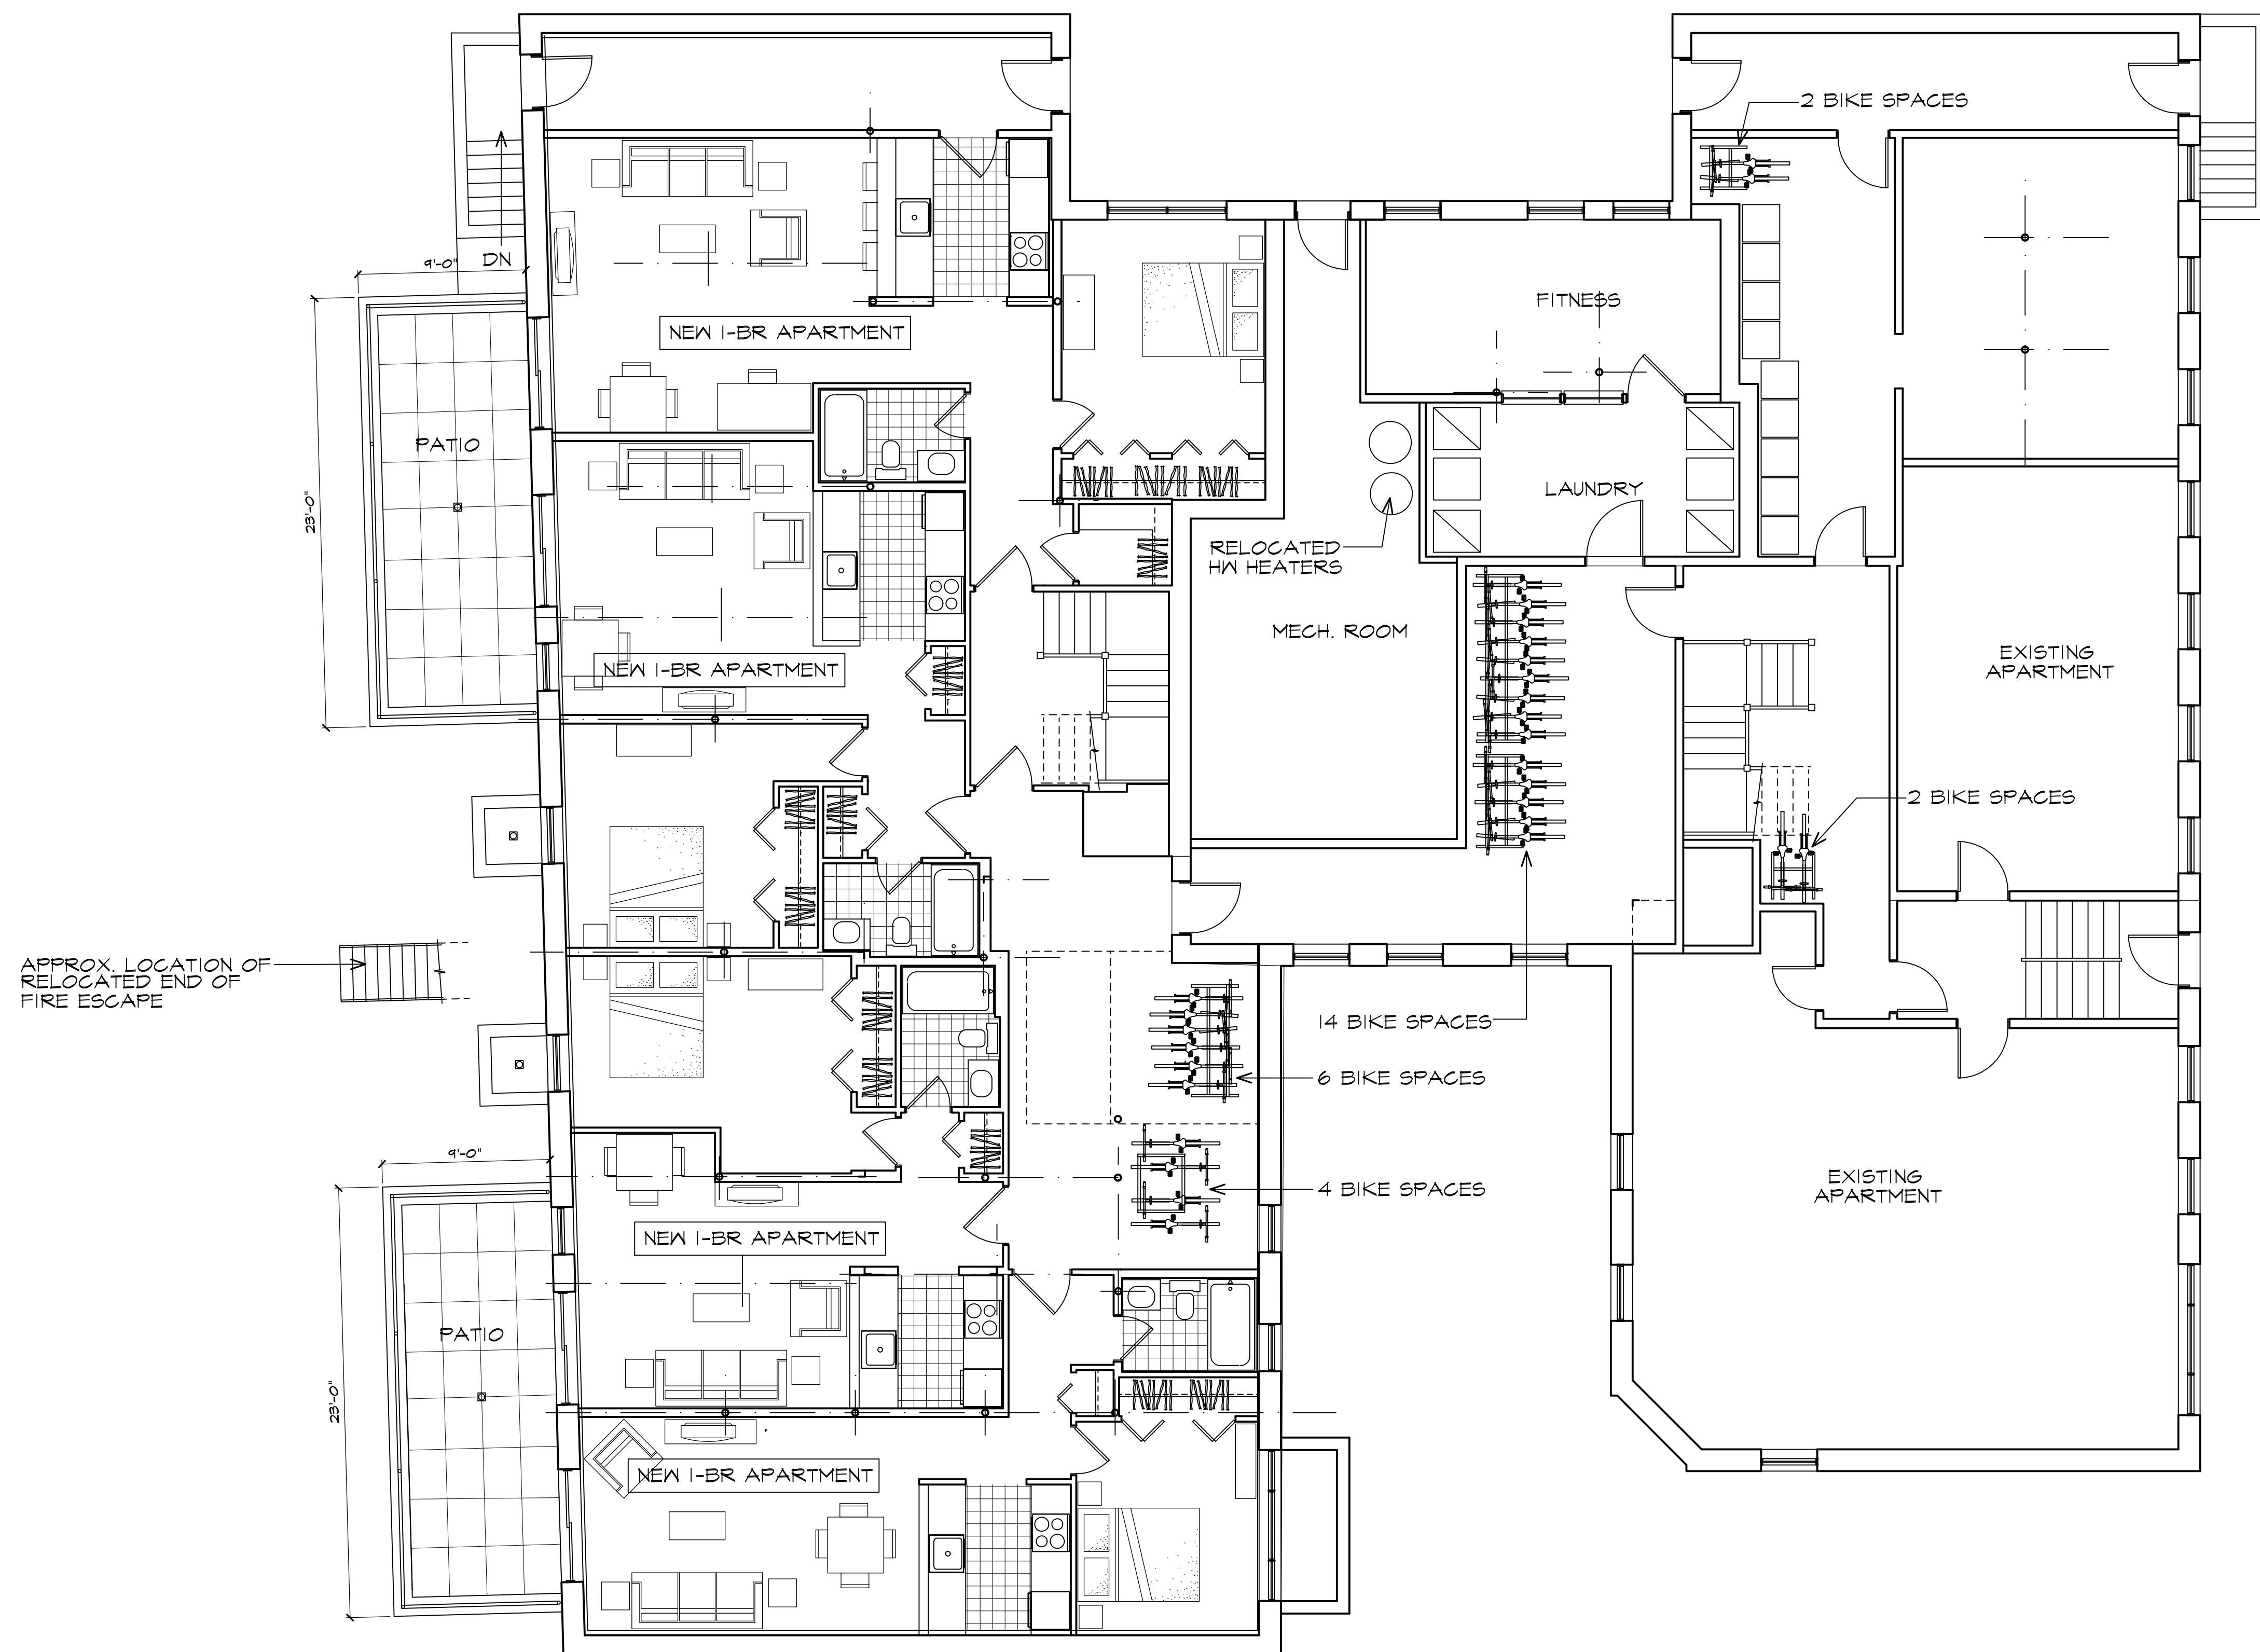 2 BIKE SPACES
9'-0"
DN
FITNESS
NEW 1-BR APARTMENT
PATIO
23'-0"
LAUNDRY
RELOCATED
HW HEATERS
MECH. ROOM
EXISTING
APARTMENT
NEW 1-BR APARTMENT
2 BIKE SPACES
APPROX. LOCATION OF
RELOCATED END OF
FIRE ESCAPE
14 BIKE SPACES
6 BIKE SPACES
9'-0"
4 BIKE SPACES
EXISTING
APARTMENT
NEW 1-BR APARTMENT
PATIO
23'-0"
NEW 1-BR APARTMENT